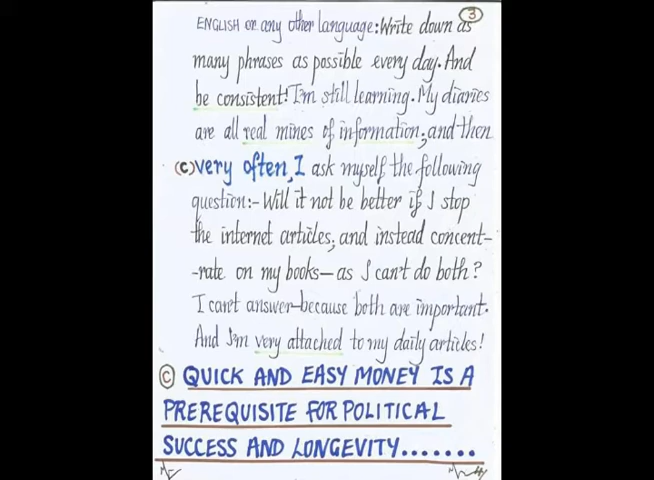 3
ENGLISH or any other language: Write down as
many phrases as possible every day. And
be consistent! I'm still learning. My diaries
are all real mines of information; and then
(c) very often, I ask myself the following
question:- Will it not be better if I stop
the internet articles; and instead concent-
-rate on my books— as I can't do both?
I can't answer—because both are important.
And I'm very attached to my daily articles!
© QUICK AND EASY MONEY IS A
PREREQUISITE FOR POLITICAL
SUCCESS AND LONGEVITY.......